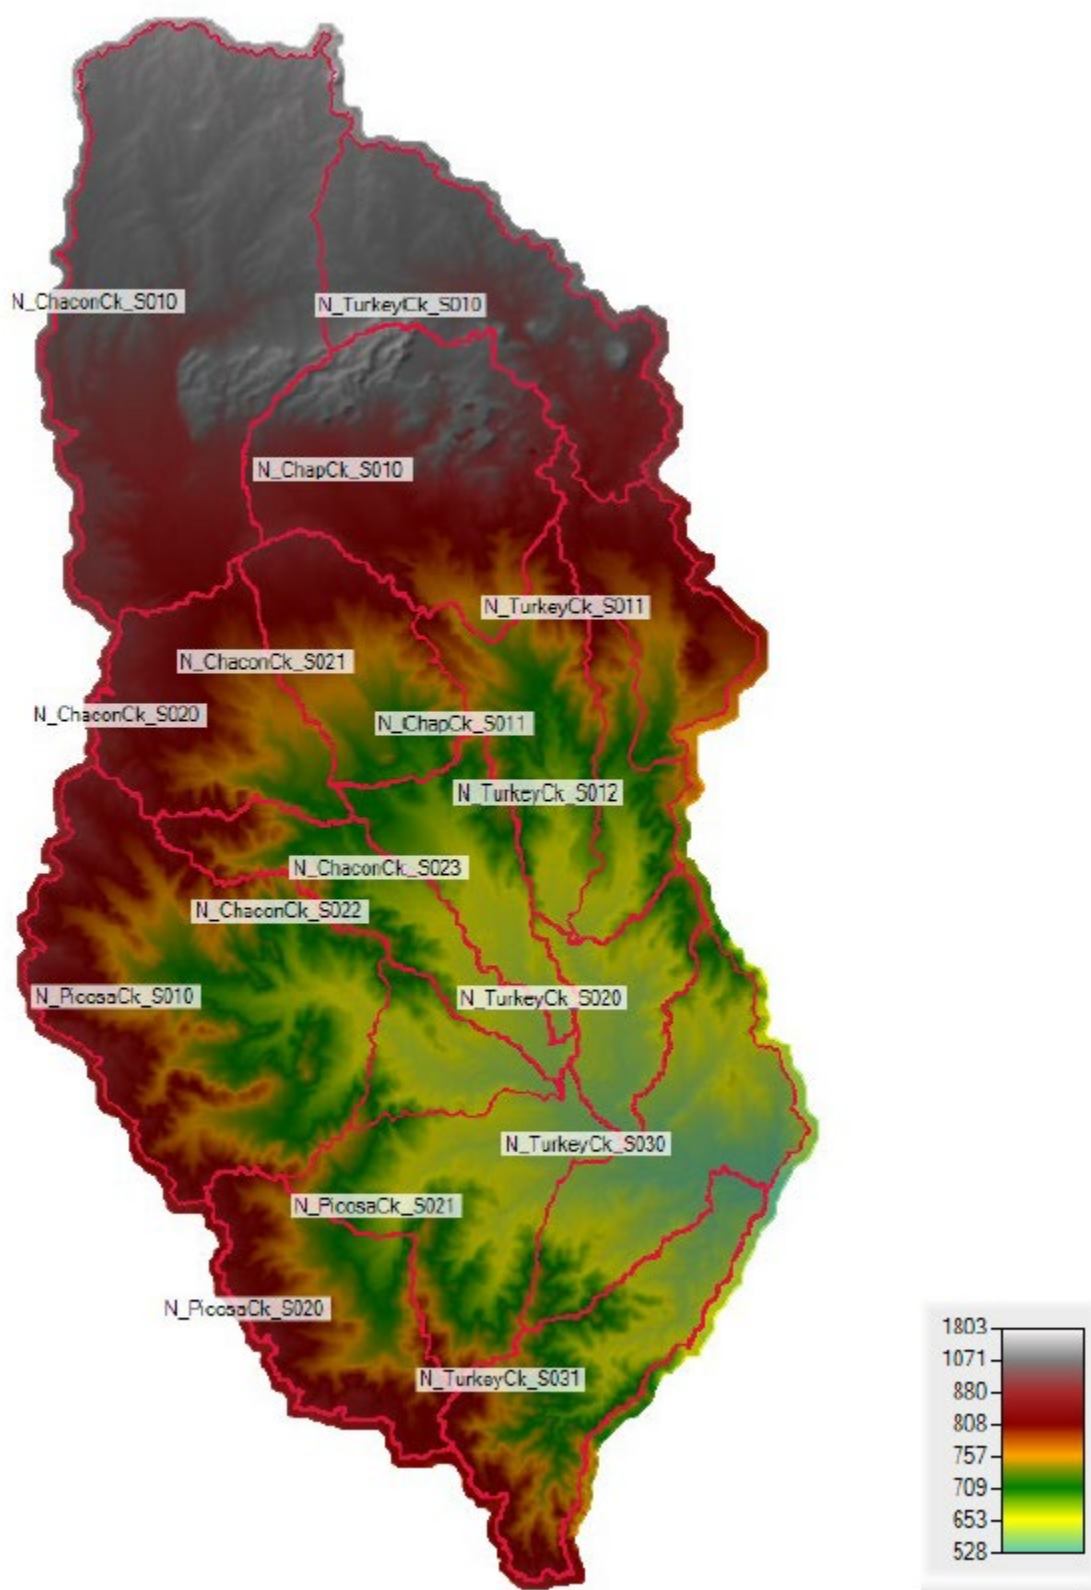 N_ChaconCk_S010
N_TurkeyCk_S010
N_ChapCk_S010
N_TurkeyCk_S011
N_ChaconCk_S021
N_ChaconCk_S020
N_ChapCk_S011
N_TurkeyCk_S012
N_ChaconCk_S023
N_ChaconCk_S022
N_PicosaCk_S010
N_TurkeyCk_S020
N_TurkeyCk_S030
N_PicosaCk_S021
N_PicosaCk_S020
N_TurkeyCk_S031
1803
1071
880
808
757
709
653
528